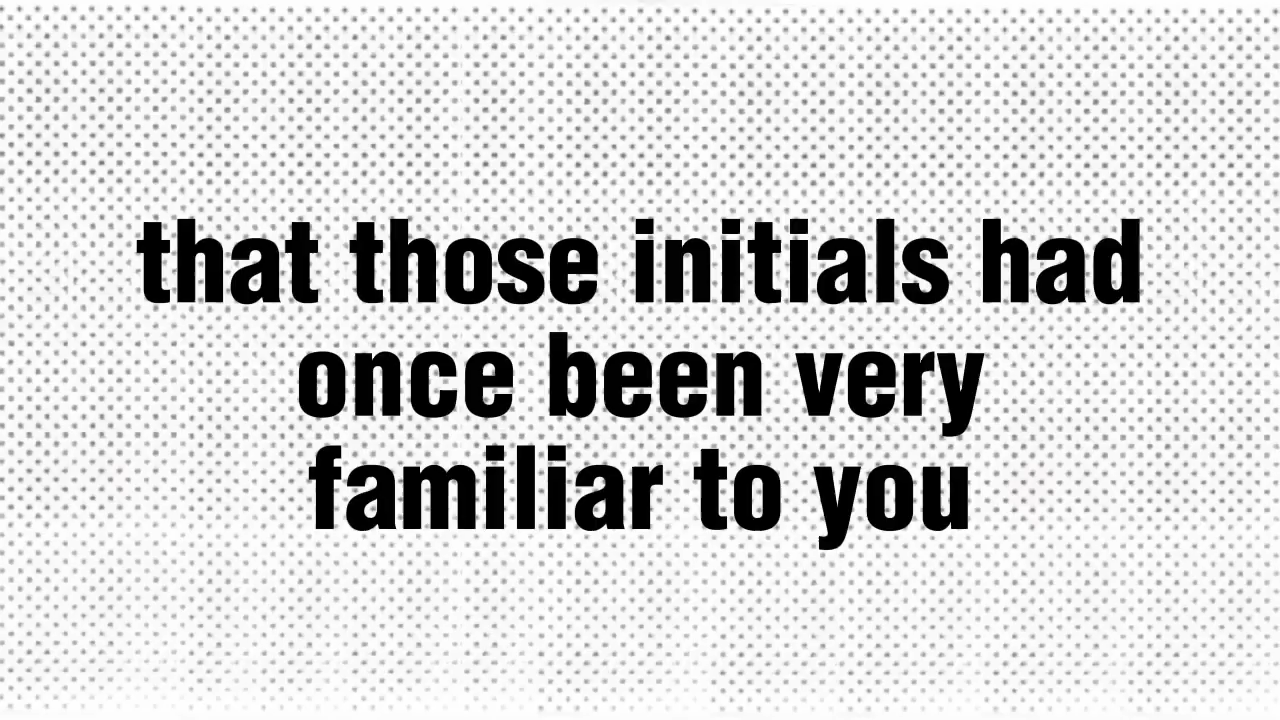 that those initials had
once been very
familiar to you